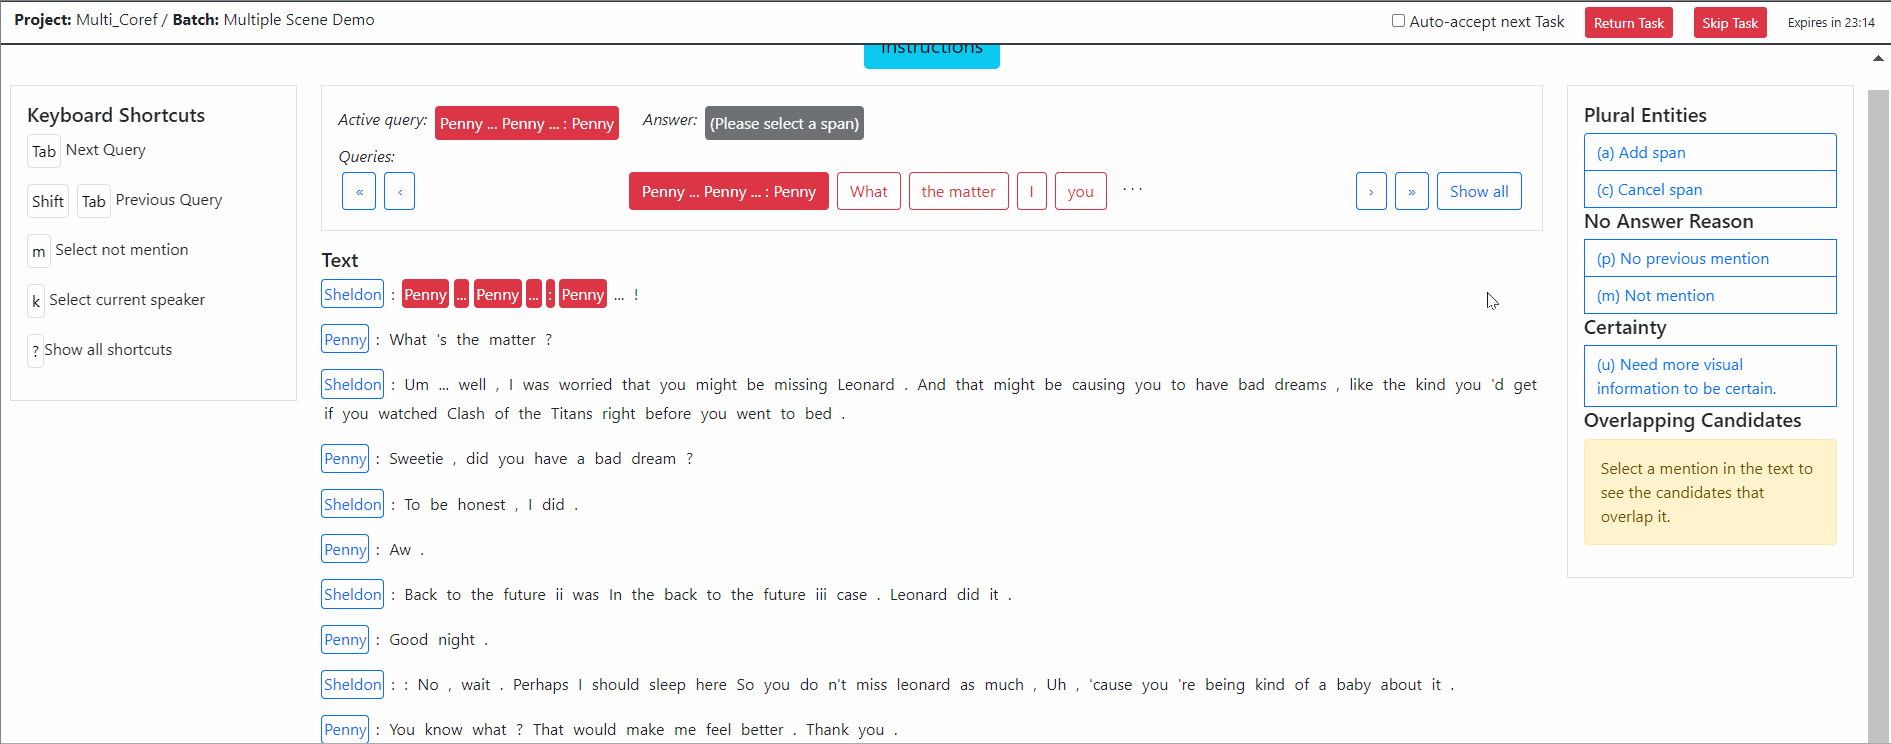 Project: Multi_Coref / Batch: Multiple Scene Demo
Auto-accept next Task
Return Task
Skip Task
Expires in 23:14
Instructions
Keyboard Shortcuts
Tab Next Query
Shift Tab Previous Query
m Select not mention
k Select current speaker
? Show all shortcuts
Active query: Penny ... Penny ... : Penny Answer: (Please select a span)
Queries:
« ‹ Penny ... Penny ... : Penny What the matter I you ··· › » Show all
Text
Sheldon : Penny ... Penny ... : Penny ... !
Penny : What 's the matter ?
Sheldon : Um ... well , I was worried that you might be missing Leonard . And that might be causing you to have bad dreams , like the kind you 'd get
if you watched Clash of the Titans right before you went to bed .
Penny : Sweetie , did you have a bad dream ?
Sheldon : To be honest , I did .
Penny : Aw .
Sheldon : Back to the future ii was In the back to the future iii case . Leonard did it .
Penny : Good night .
Sheldon : : No , wait . Perhaps I should sleep here So you do n't miss leonard as much , Uh , 'cause you 're being kind of a baby about it .
Penny : You know what ? That would make me feel better . Thank you .
Plural Entities
(a) Add span
(c) Cancel span
No Answer Reason
(p) No previous mention
(m) Not mention
Certainty
(u) Need more visual
information to be certain.
Overlapping Candidates
Select a mention in the text to
see the candidates that
overlap it.